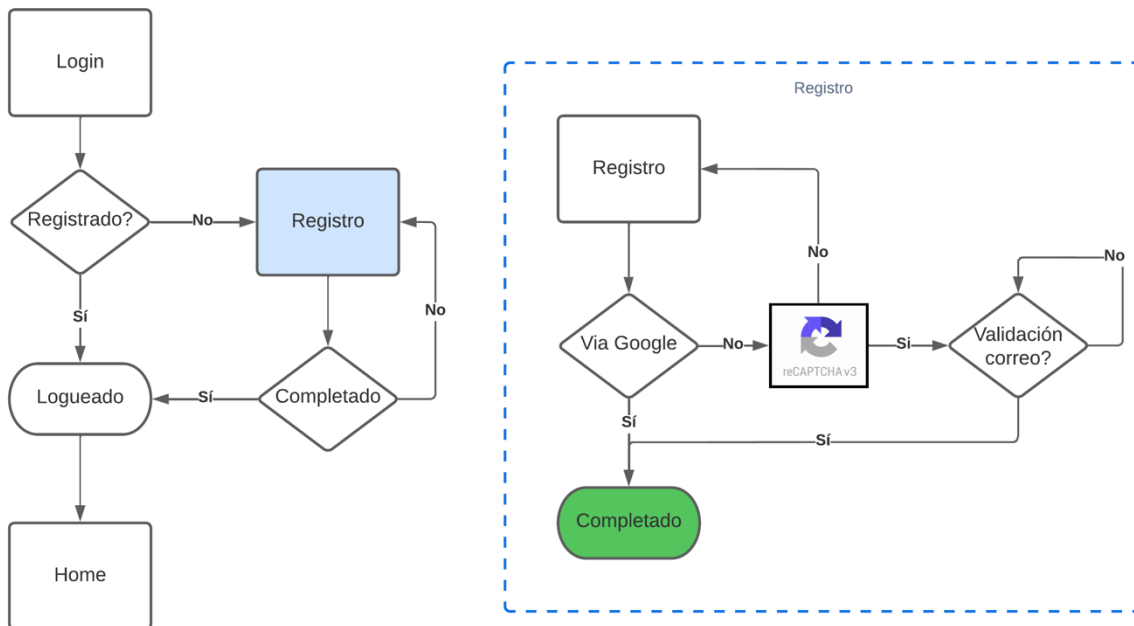 Login
Registrado?
No
Registro
No
Sí
Completado
Sí
Logueado
Home
Registro
Registro
No
No
Via Google
No
reCAPTCHA v3
Si
Validación
correo?
Sí
Sí
Completado